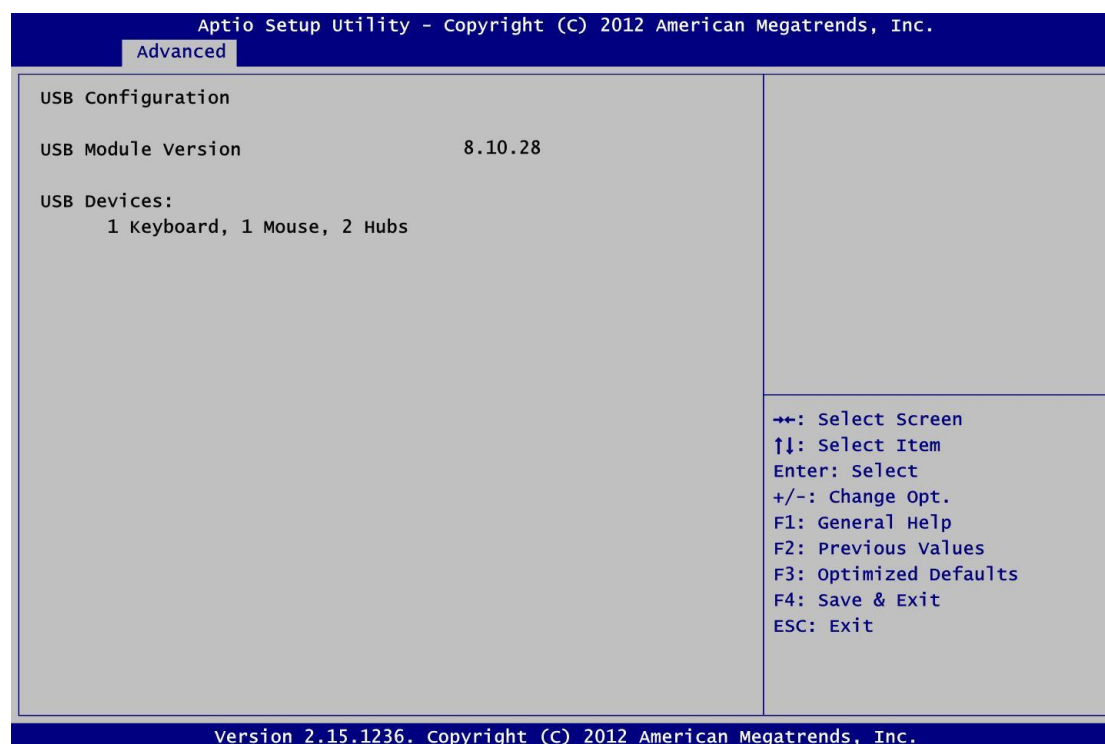 Aptio Setup Utility - Copyright (C) 2012 American Megatrends, Inc.
Advanced
USB Configuration
USB Module Version 8.10.28
USB Devices:
1 Keyboard, 1 Mouse, 2 Hubs
→←: Select Screen
↑↓: Select Item
Enter: Select
+/-: Change Opt.
F1: General Help
F2: Previous Values
F3: Optimized Defaults
F4: Save & Exit
ESC: Exit
Version 2.15.1236. Copyright (C) 2012 American Megatrends, Inc.